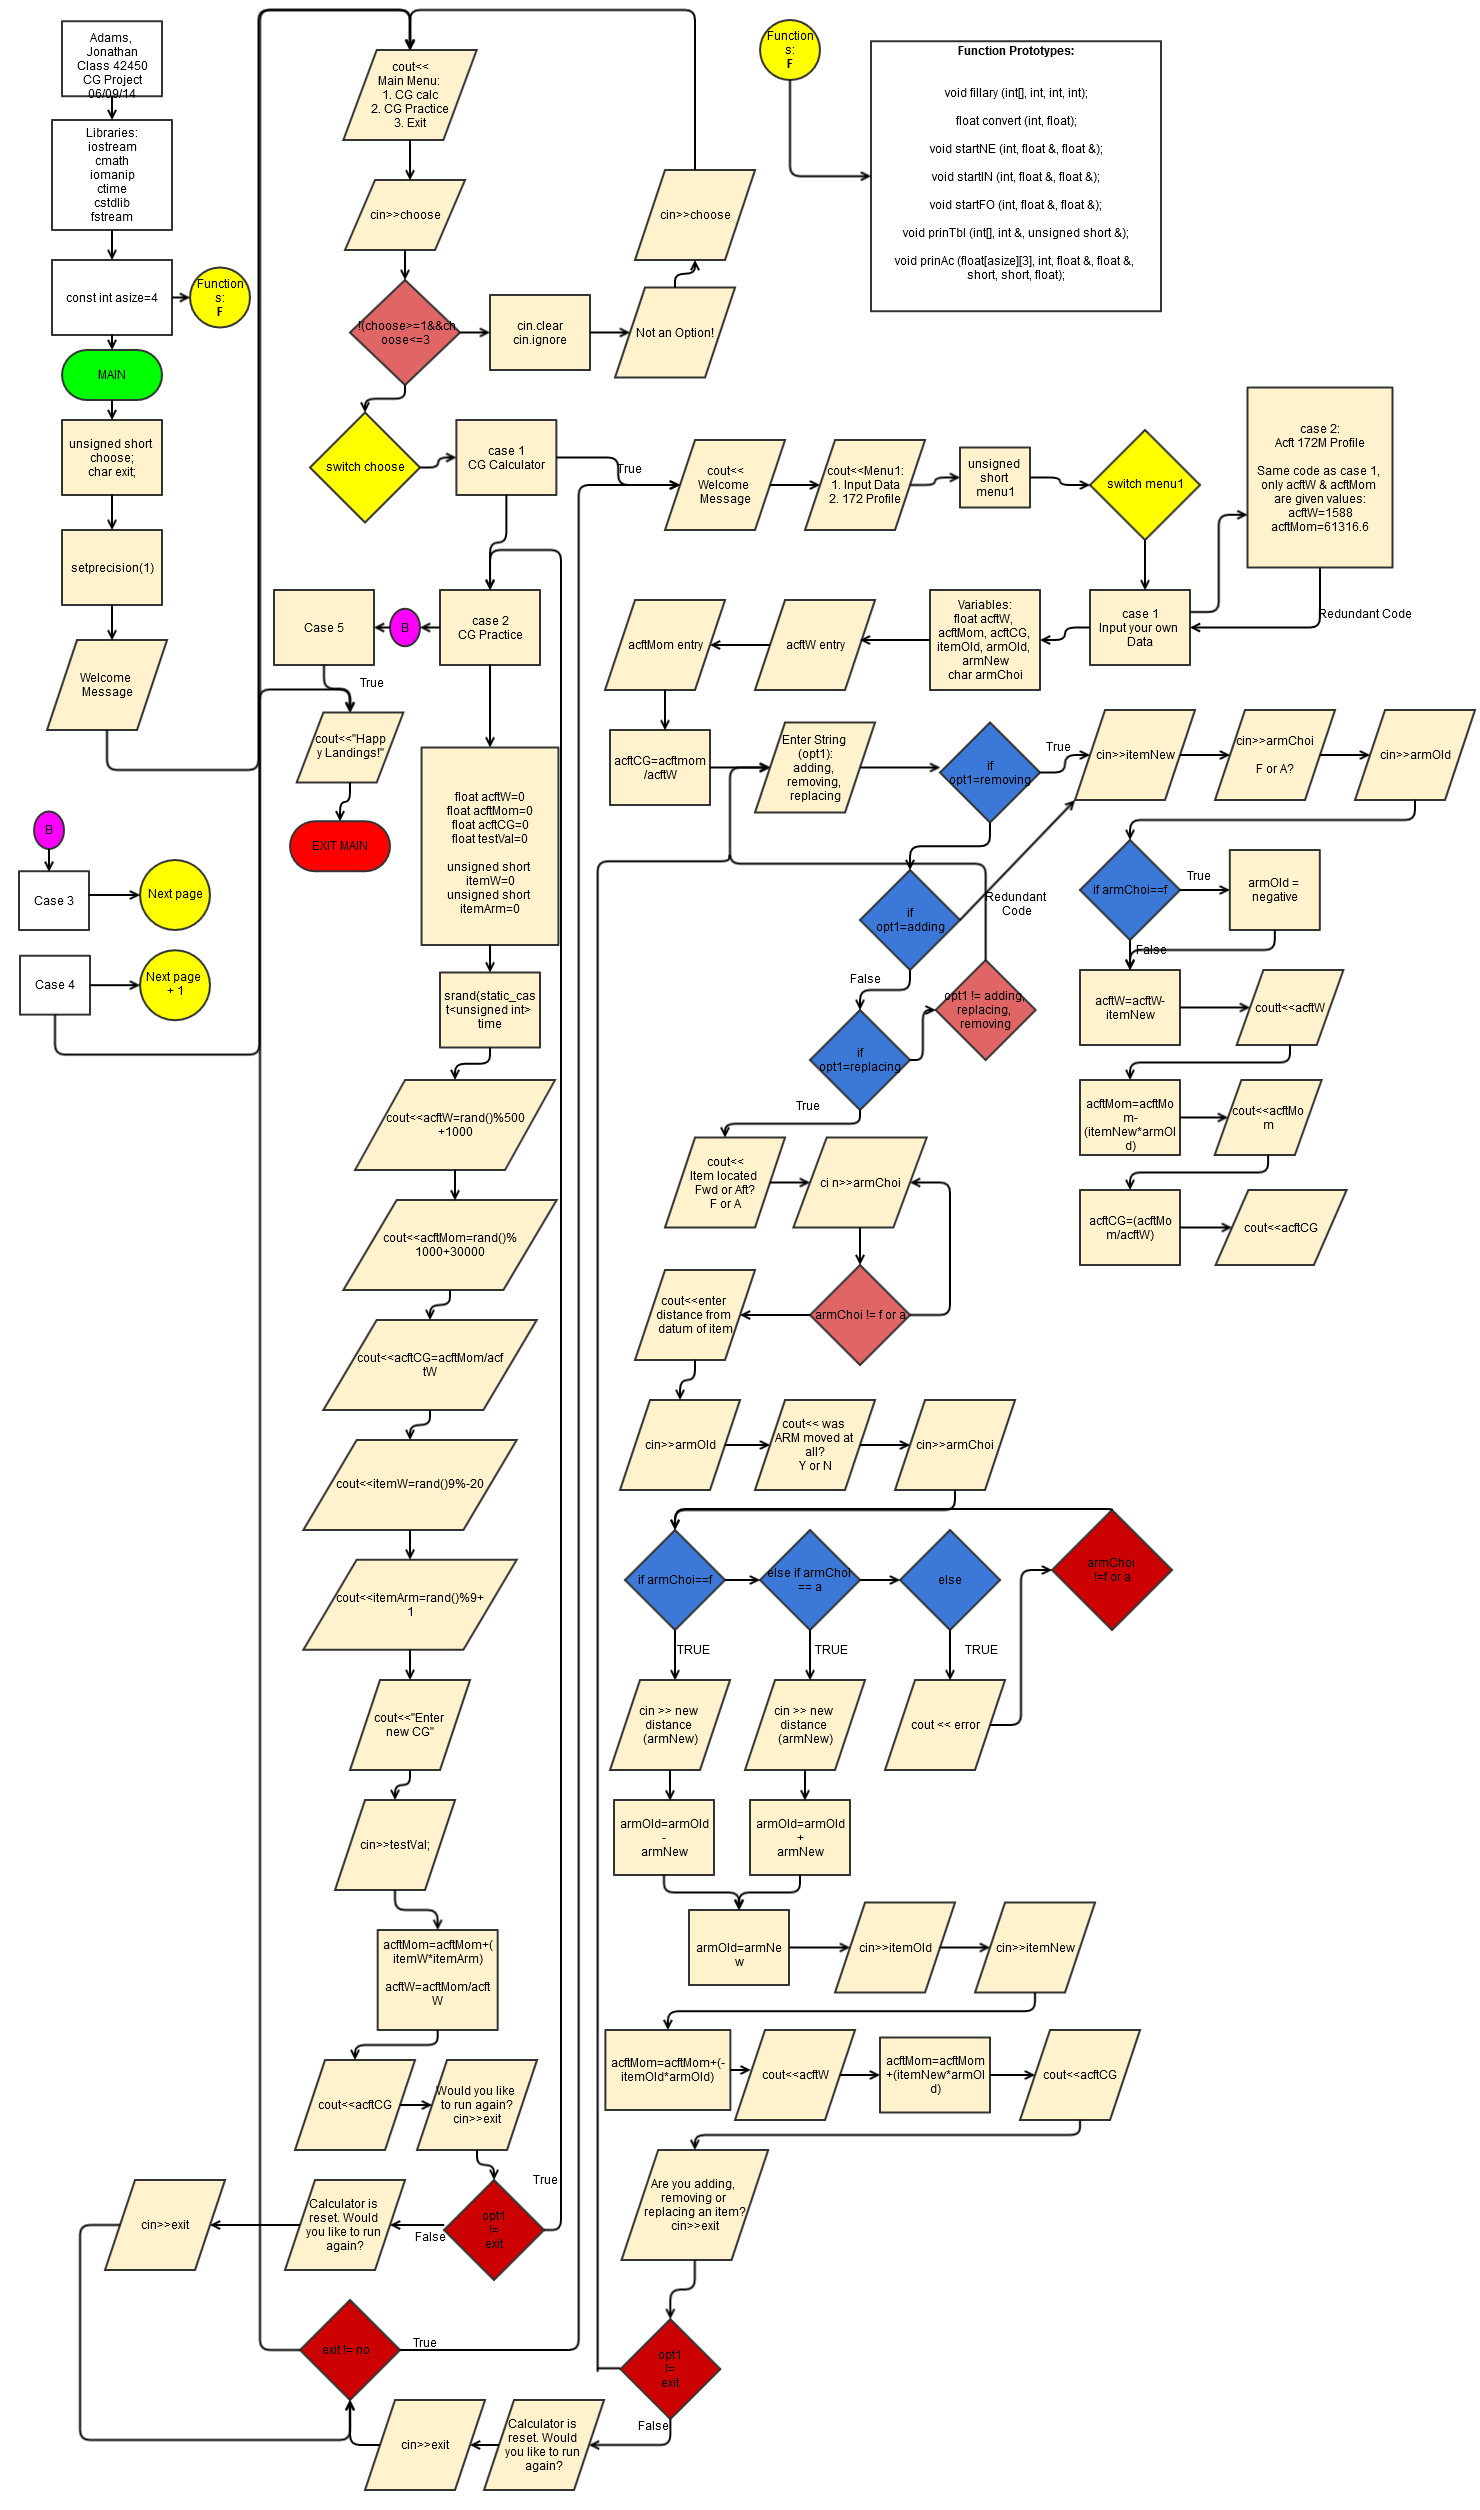 Adams,
Jonathan
Class 42450
CG Project
06/09/14
Libraries:
iostream
cmath
iomanip
ctime
cstdlib
fstream
const int asize=4
Function
s:
F
MAIN
unsigned short
choose;
char exit;
setprecision(1)
Welcome
Message
B
Case 3
Next page
Case 4
Next page
+ 1
cout<<
Main Menu:
1. CG calc
2. CG Practice
3. Exit
cin>>choose
!(choose>=1&&ch
oose<=3
cin.clear
cin.ignore
Not an Option!
cin>>choose
Function
s:
F
Function Prototypes:
void fillary (int[], int, int, int);
float convert (int, float);
void startNE (int, float &, float &);
void startIN (int, float &, float &);
void startFO (int, float &, float &);
void prinTbl (int[], int &, unsigned short &);
void prinAc (float[asize][3], int, float &, float &,
short, short, float);
switch choose
case 1
CG Calculator
True
cout<<
Welcome
Message
cout<<Menu1:
1. Input Data
2. 172 Profile
unsigned
short
menu1
switch menu1
case 2:
Acft 172M Profile
Same code as case 1,
only acftW & acftMom
are given values:
acftW=1588
acftMom=61316.6
Redundant Code
case 1
Input your own
Data
Variables:
float acftW,
acftMom, acftCG,
itemOld, armOld,
armNew
char armChoi
acftW entry
acftMom entry
case 2
CG Practice
B
Case 5
True
cout<<"Happ
y Landings!"
EXIT MAIN
float acftW=0
float acftMom=0
float acftCG=0
float testVal=0
unsigned short
itemW=0
unsigned short
itemArm=0
srand(static_cas
t<unsigned int>
time
cout<<acftW=rand()%500
+1000
cout<<acftMom=rand()%
1000+30000
cout<<acftCG=acftMom/acf
tW
cout<<itemW=rand()9%-20
cout<<itemArm=rand()%9+
1
cout<<"Enter
new CG"
cin>>testVal;
acftMom=acftMom+(
itemW*itemArm)
acftW=acftMom/acft
W
cout<<acftCG
Would you like
to run again?
cin>>exit
opt1
!=
exit
True
False
Calculator is
reset. Would
you like to run
again?
cin>>exit
exit != no
True
acftCG=acftmom
/acftW
Enter String
(opt1):
adding,
removing,
replacing
if
opt1=removing
True
cin>>itemNew
cin>>armChoi
F or A?
cin>>armOld
if armChoi==f
True
armOld =
negative
False
acftW=acftW-
itemNew
coutt<<acftW
acftMom=acftMo
m-
(itemNew*armOl
d)
cout<<acftMo
m
acftCG=(acftMo
m/acftW)
cout<<acftCG
if
opt1=adding
Redundant
Code
False
if
opt1=replacing
opt1 != adding,
replacing,
removing
True
cout<<
Item located
Fwd or Aft?
F or A
ci n>>armChoi
armChoi != f or a
cout<<enter
distance from
datum of item
cin>>armOld
cout<< was
ARM moved at
all?
Y or N
cin>>armChoi
if armChoi==f
else if armChoi
== a
else
armChoi
!=f or a
TRUE
TRUE
TRUE
cin >> new
distance
(armNew)
cin >> new
distance
(armNew)
cout << error
armOld=armOld
-
armNew
armOld=armOld
+
armNew
armOld=armNe
w
cin>>itemOld
cin>>itemNew
acftMom=acftMom+(-
itemOld*armOld)
cout<<acftW
acftMom=acftMom
+(itemNew*armOl
d)
cout<<acftCG
Are you adding,
removing or
replacing an item?
cin>>exit
opt1
!=
exit
False
Calculator is
reset. Would
you like to run
again?
cin>>exit